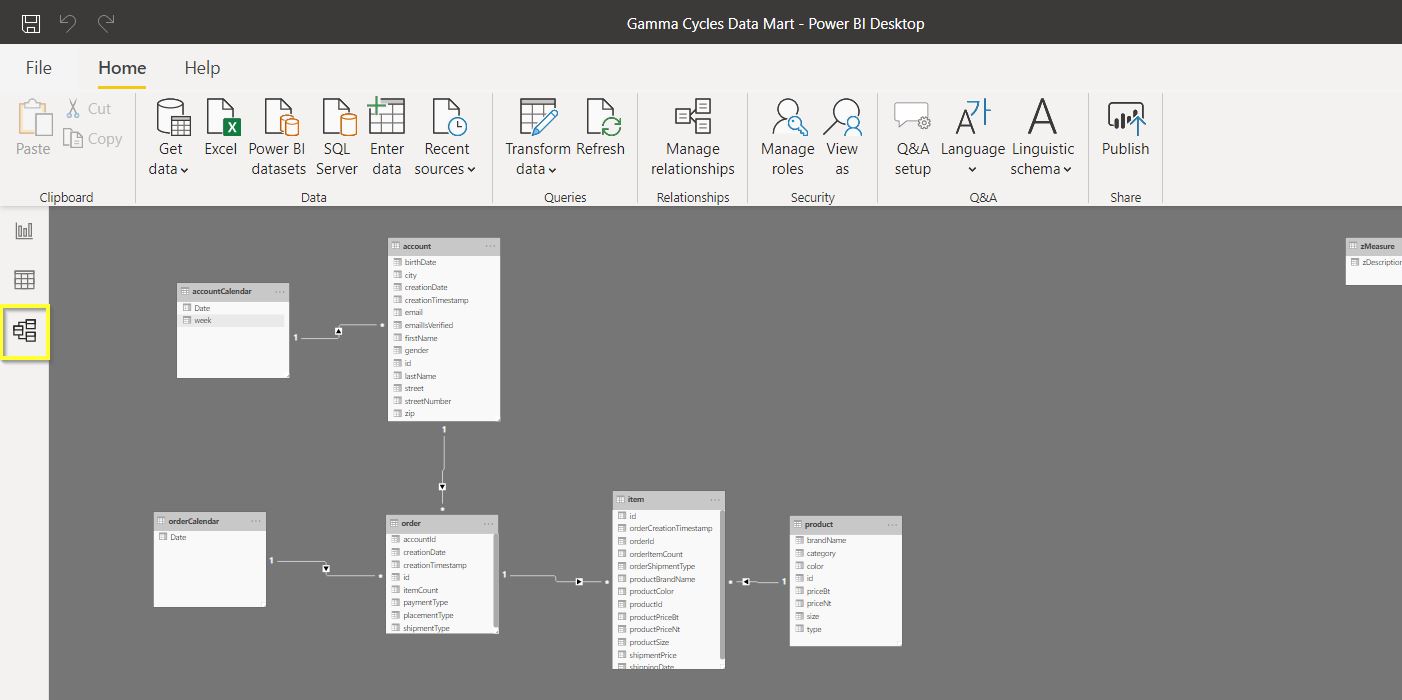 Gamma Cycles Data Mart - Power BI Desktop
File Home Help
Paste
Cut
Copy
Clipboard
Get data
Excel
Power BI datasets
SQL Server
Enter data
Recent sources
Data
Transform data
Refresh
Queries
Manage relationships
Relationships
Manage roles
View as
Security
Q&A setup
Language
Linguistic schema
Q&A
Publish
Share
account
birthDate
city
creationDate
creationTimestamp
email
emailIsVerified
firstName
gender
id
lastName
street
streetNumber
zip
zMeasure
zDescription
accountCalendar
Date
week
1
*
1
*
orderCalendar
Date
1
*
order
accountId
creationDate
creationTimestamp
id
itemCount
paymentType
placementType
shipmentType
1
*
item
id
orderCreationTimestamp
orderId
orderItemCount
orderShipmentType
productBrandName
productColor
productId
productPriceBt
productPriceNt
productSize
shipmentPrice
shippingDate
*
1
product
brandName
category
color
id
priceBt
priceNt
size
type